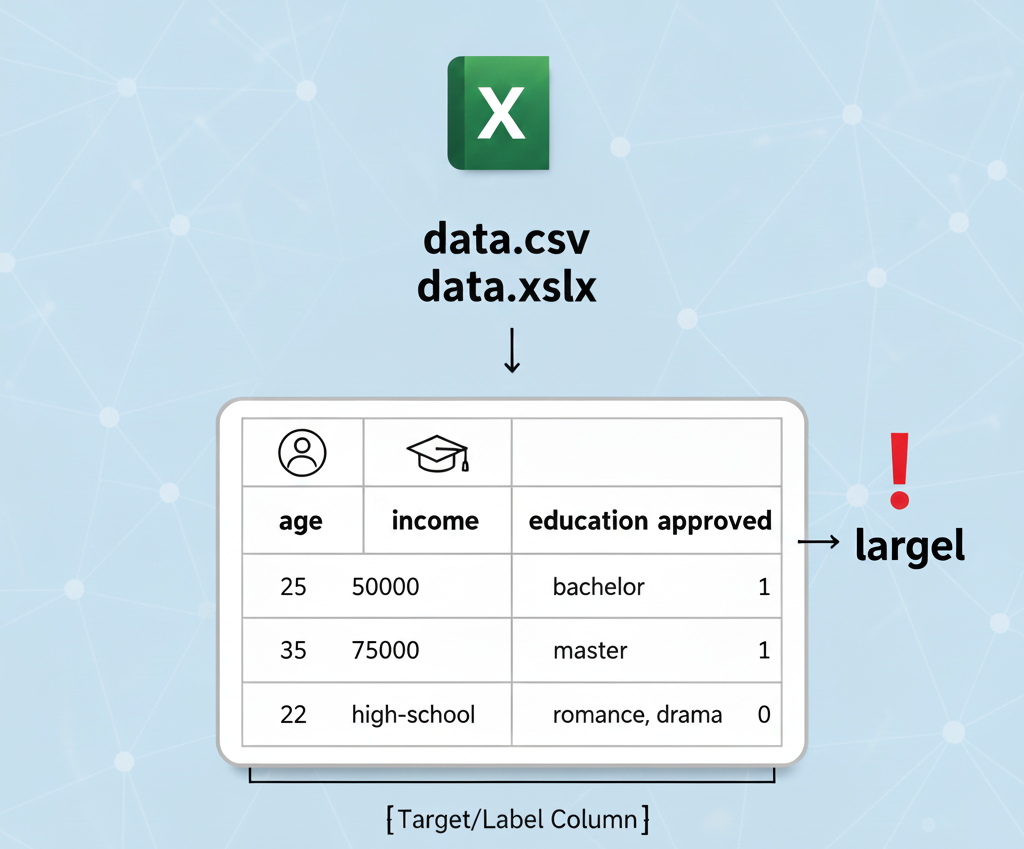 X
data.csv
data.xslx
age income education approved
25 50000 bachelor 1
35 75000 master 1
22 high-school romance, drama 0
!
largel
[Target/Label Column]